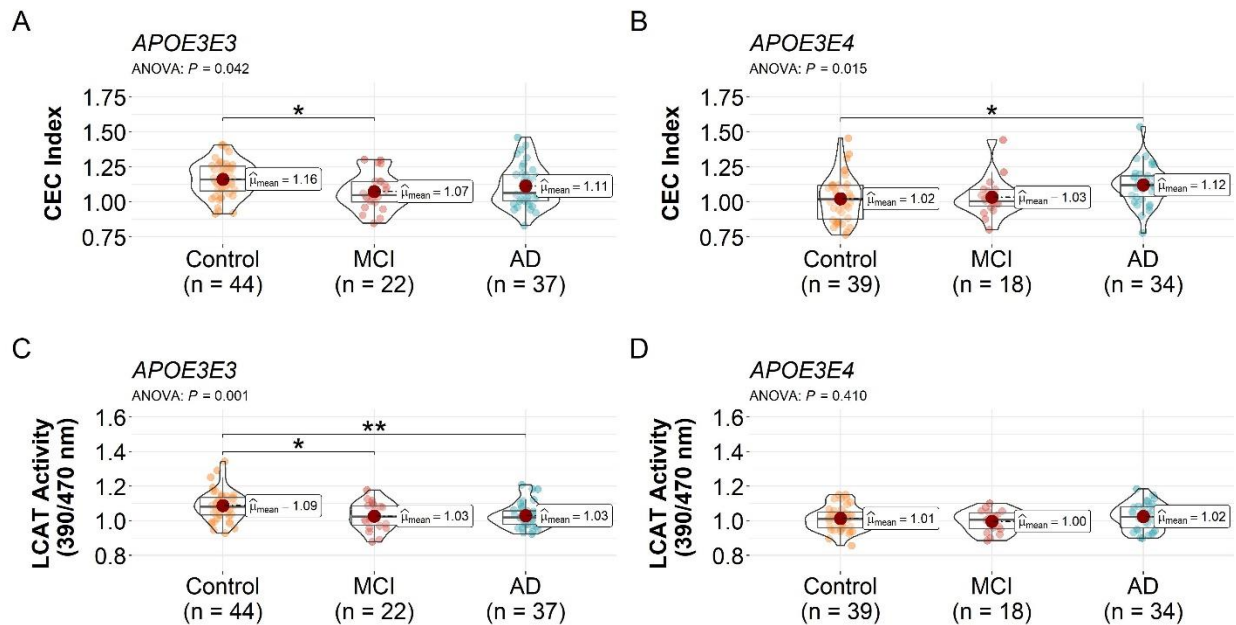 A
APOE3E3
ANOVA: P = 0.042
CEC Index
1.75
1.50
1.25
1.00
0.75
*
μ̂mean = 1.16
μ̂mean = 1.07
μ̂mean = 1.11
Control
(n = 44)
MCI
(n = 22)
AD
(n = 37)
B
APOE3E4
ANOVA: P = 0.015
CEC Index
1.75
1.50
1.25
1.00
0.75
*
μ̂mean = 1.02
μ̂mean = 1.03
μ̂mean = 1.12
Control
(n = 39)
MCI
(n = 18)
AD
(n = 34)
C
APOE3E3
ANOVA: P = 0.001
LCAT Activity
(390/470 nm)
1.6
1.4
1.2
1.0
0.8
**
*
μ̂mean = 1.09
μ̂mean = 1.03
μ̂mean = 1.03
Control
(n = 44)
MCI
(n = 22)
AD
(n = 37)
D
APOE3E4
ANOVA: P = 0.410
LCAT Activity
(390/470 nm)
1.6
1.4
1.2
1.0
0.8
μ̂mean = 1.01
μ̂mean = 1.00
μ̂mean = 1.02
Control
(n = 39)
MCI
(n = 18)
AD
(n = 34)